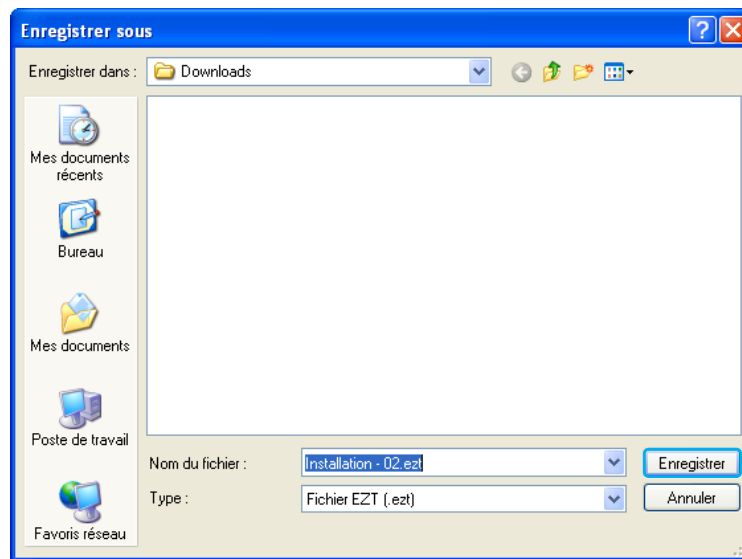 Enregistrer sous
Enregistrer dans :
Downloads
Mes documents
récents
Bureau
Mes documents
Poste de travail
Favoris réseau
Nom du fichier :
Installation - 02.ezt
Enregistrer
Type :
Fichier EZT (.ezt)
Annuler